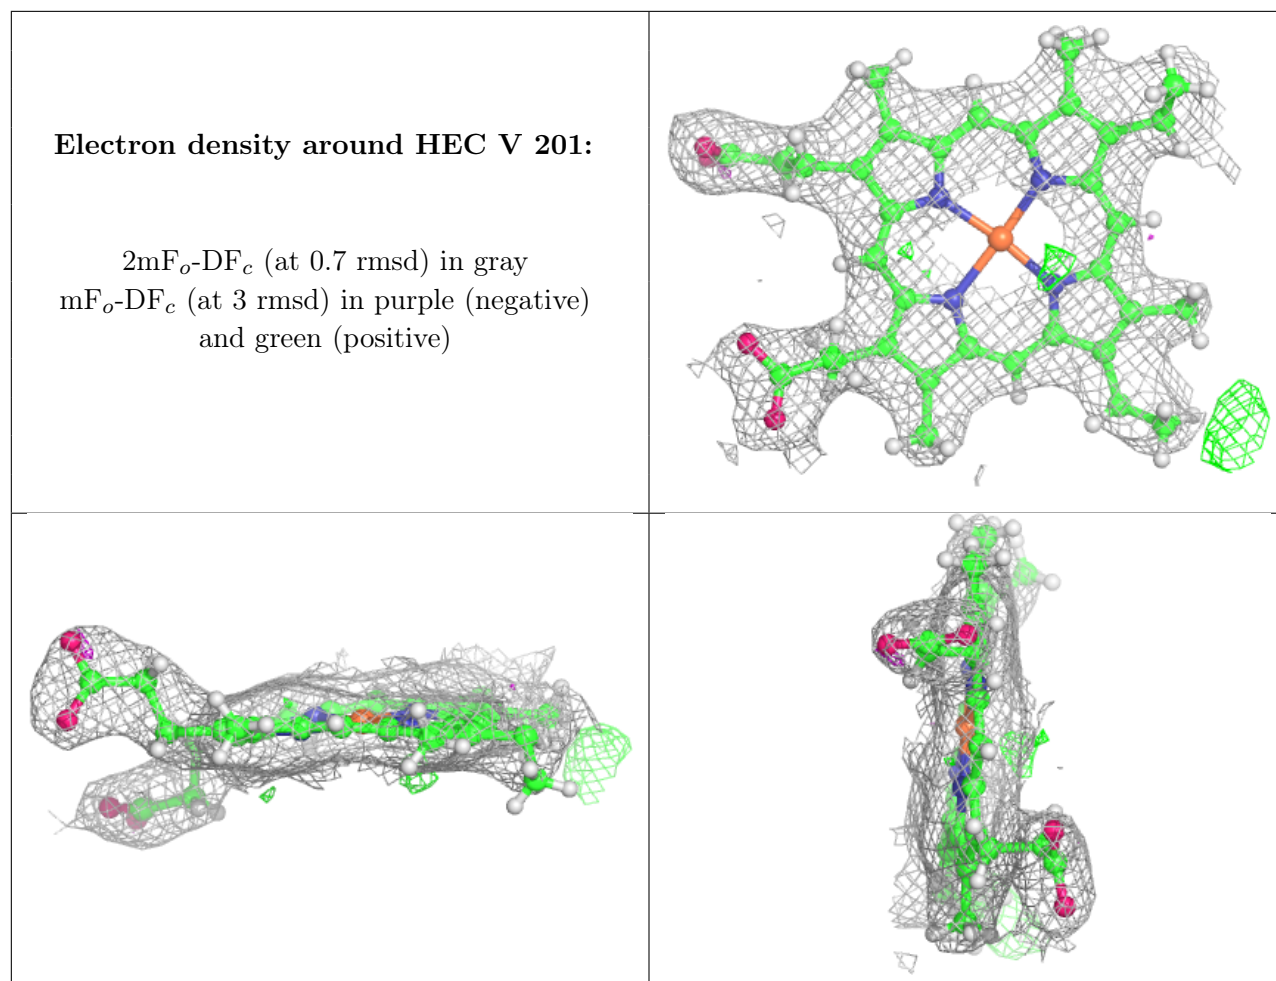 Electron density around HEC V 201:
2mFo-DFc (at 0.7 rmsd) in gray
mFo-DFc (at 3 rmsd) in purple (negative)
and green (positive)